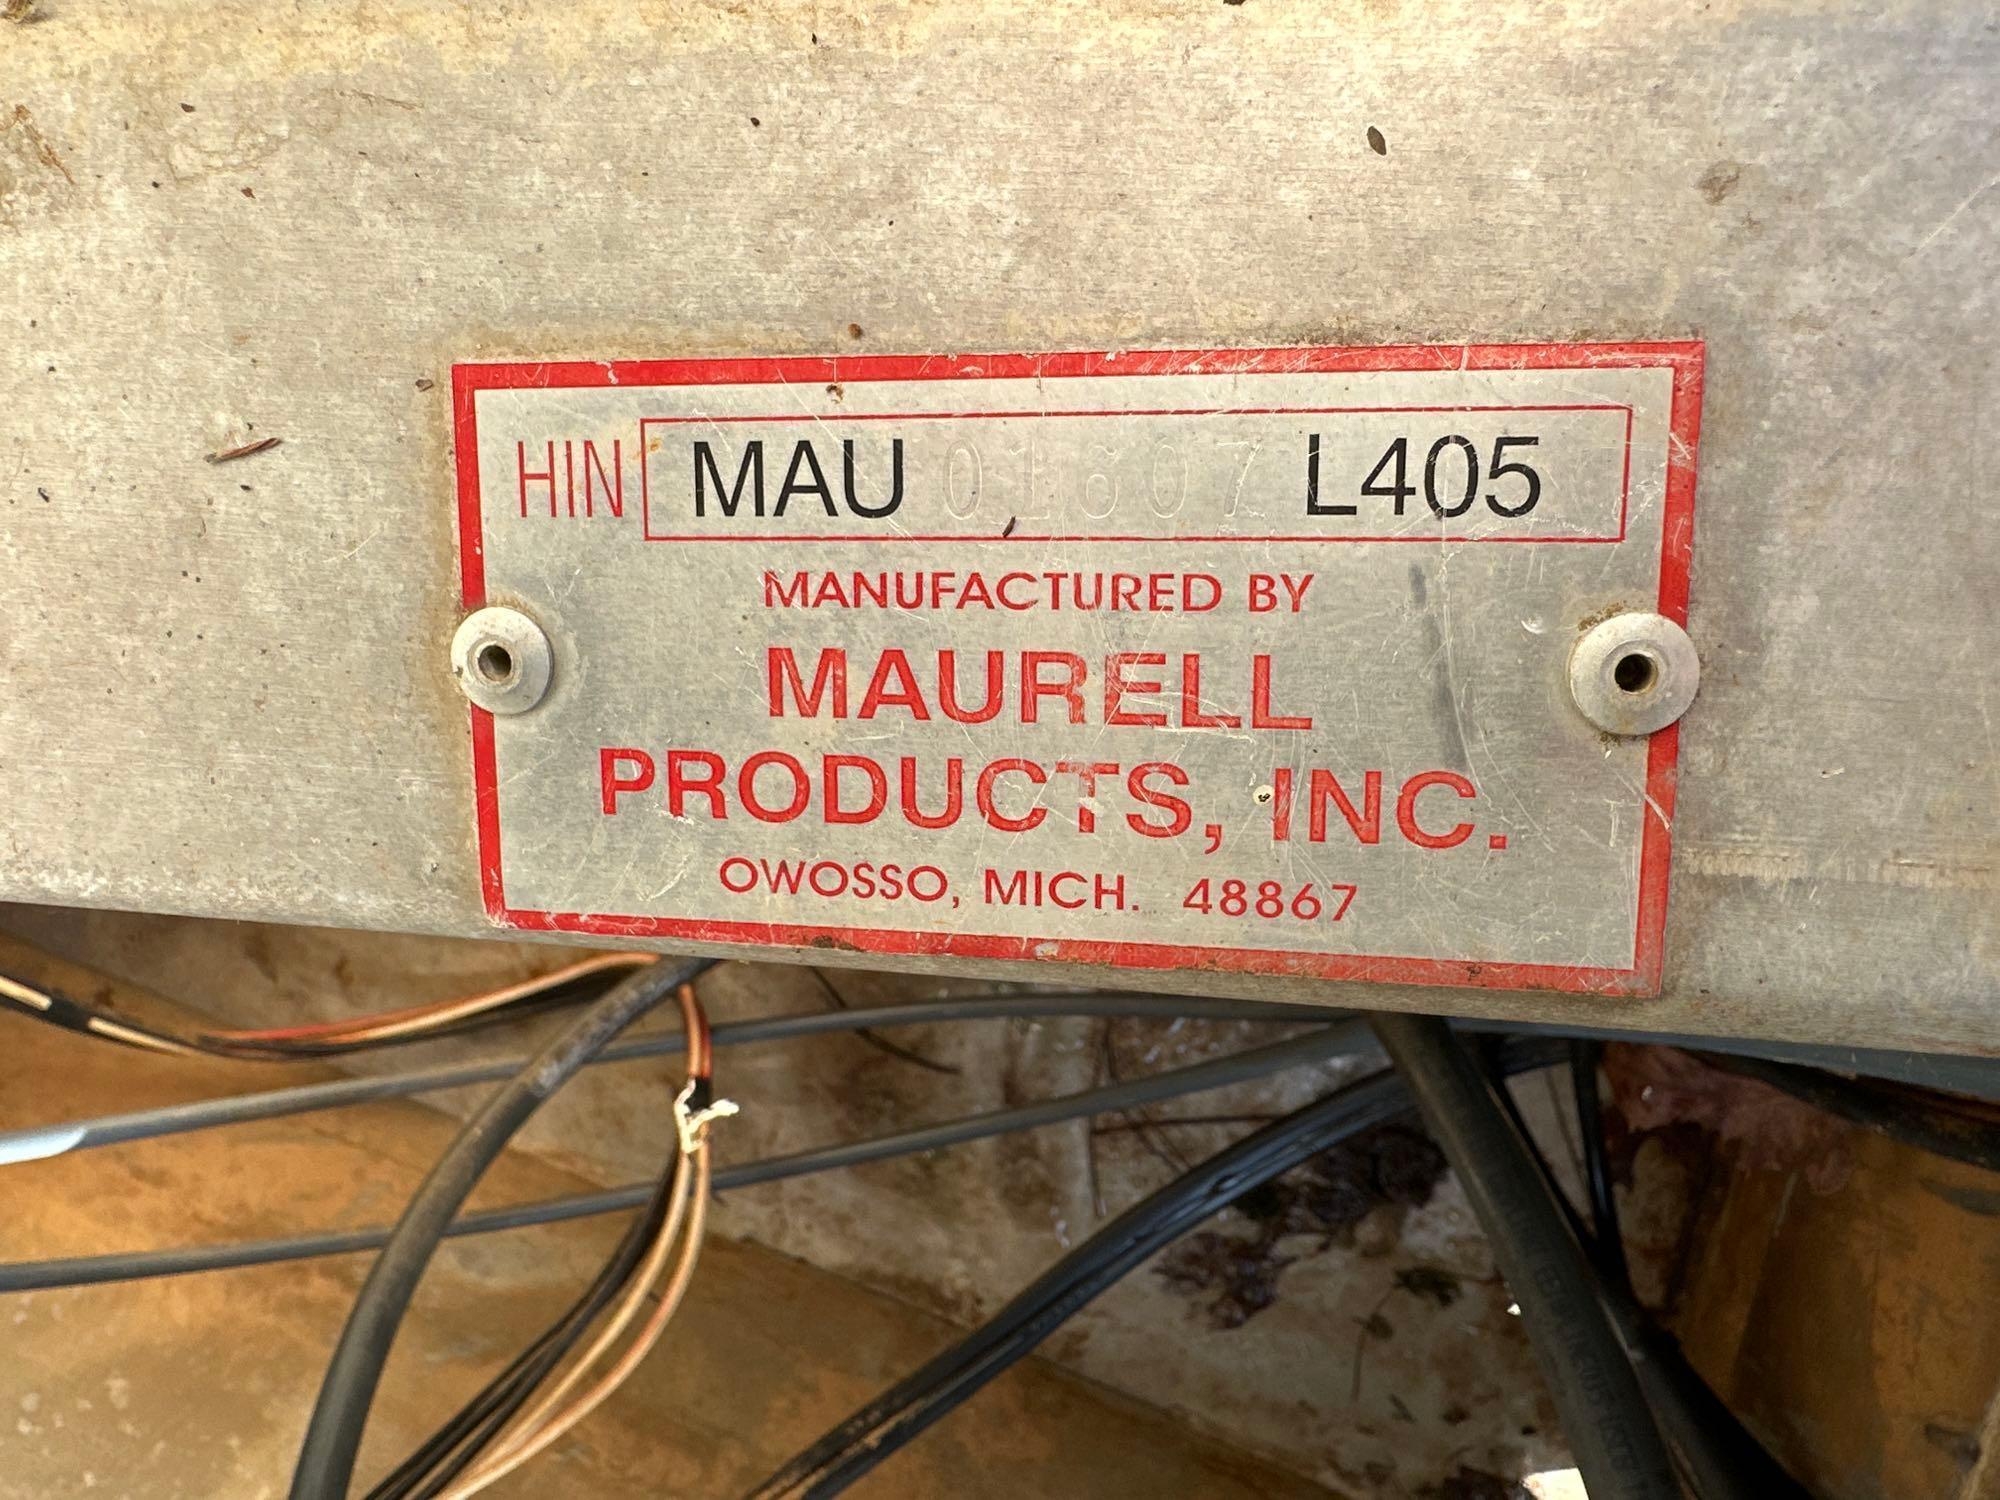 HIN MAU 01607 L405
MANUFACTURED BY
MAURELL
PRODUCTS, INC.
OWOSSO, MICH. 48867